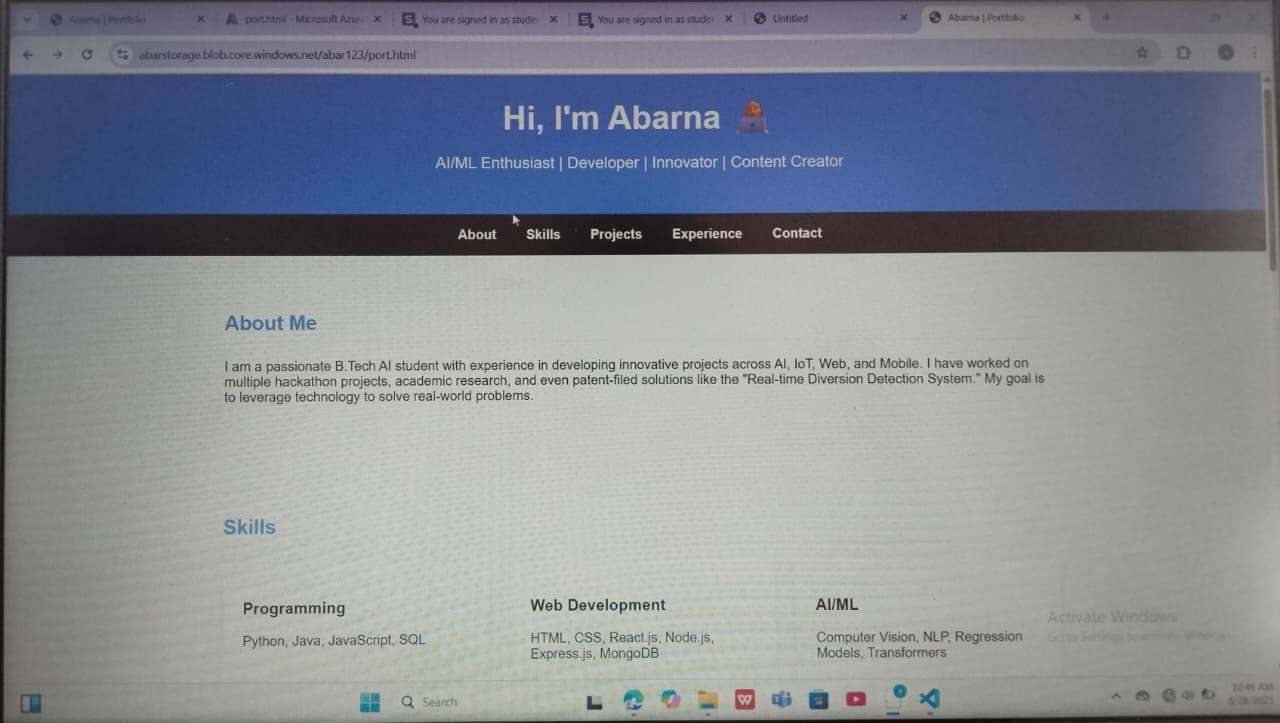 Abarna | Portfolio
port.html - Microsoft Azur
You are signed in as studen
You are signed in as studen
Untitled
Abarna | Portfolio
abarstorage.blob.core.windows.net/abar123/port.html
Hi, I'm Abarna
AI/ML Enthusiast | Developer | Innovator | Content Creator
About Skills Projects Experience Contact
About Me
I am a passionate B.Tech AI student with experience in developing innovative projects across AI, IoT, Web, and Mobile. I have worked on
multiple hackathon projects, academic research, and even patent-filed solutions like the "Real-time Diversion Detection System." My goal is
to leverage technology to solve real-world problems.
Skills
Programming
Python, Java, JavaScript, SQL
Web Development
HTML, CSS, React.js, Node.js,
Express.js, MongoDB
AI/ML
Computer Vision, NLP, Regression
Models, Transformers
Activate Windows
Go to Settings to activate Windows.
Search
10:46 AM
8/28/2025